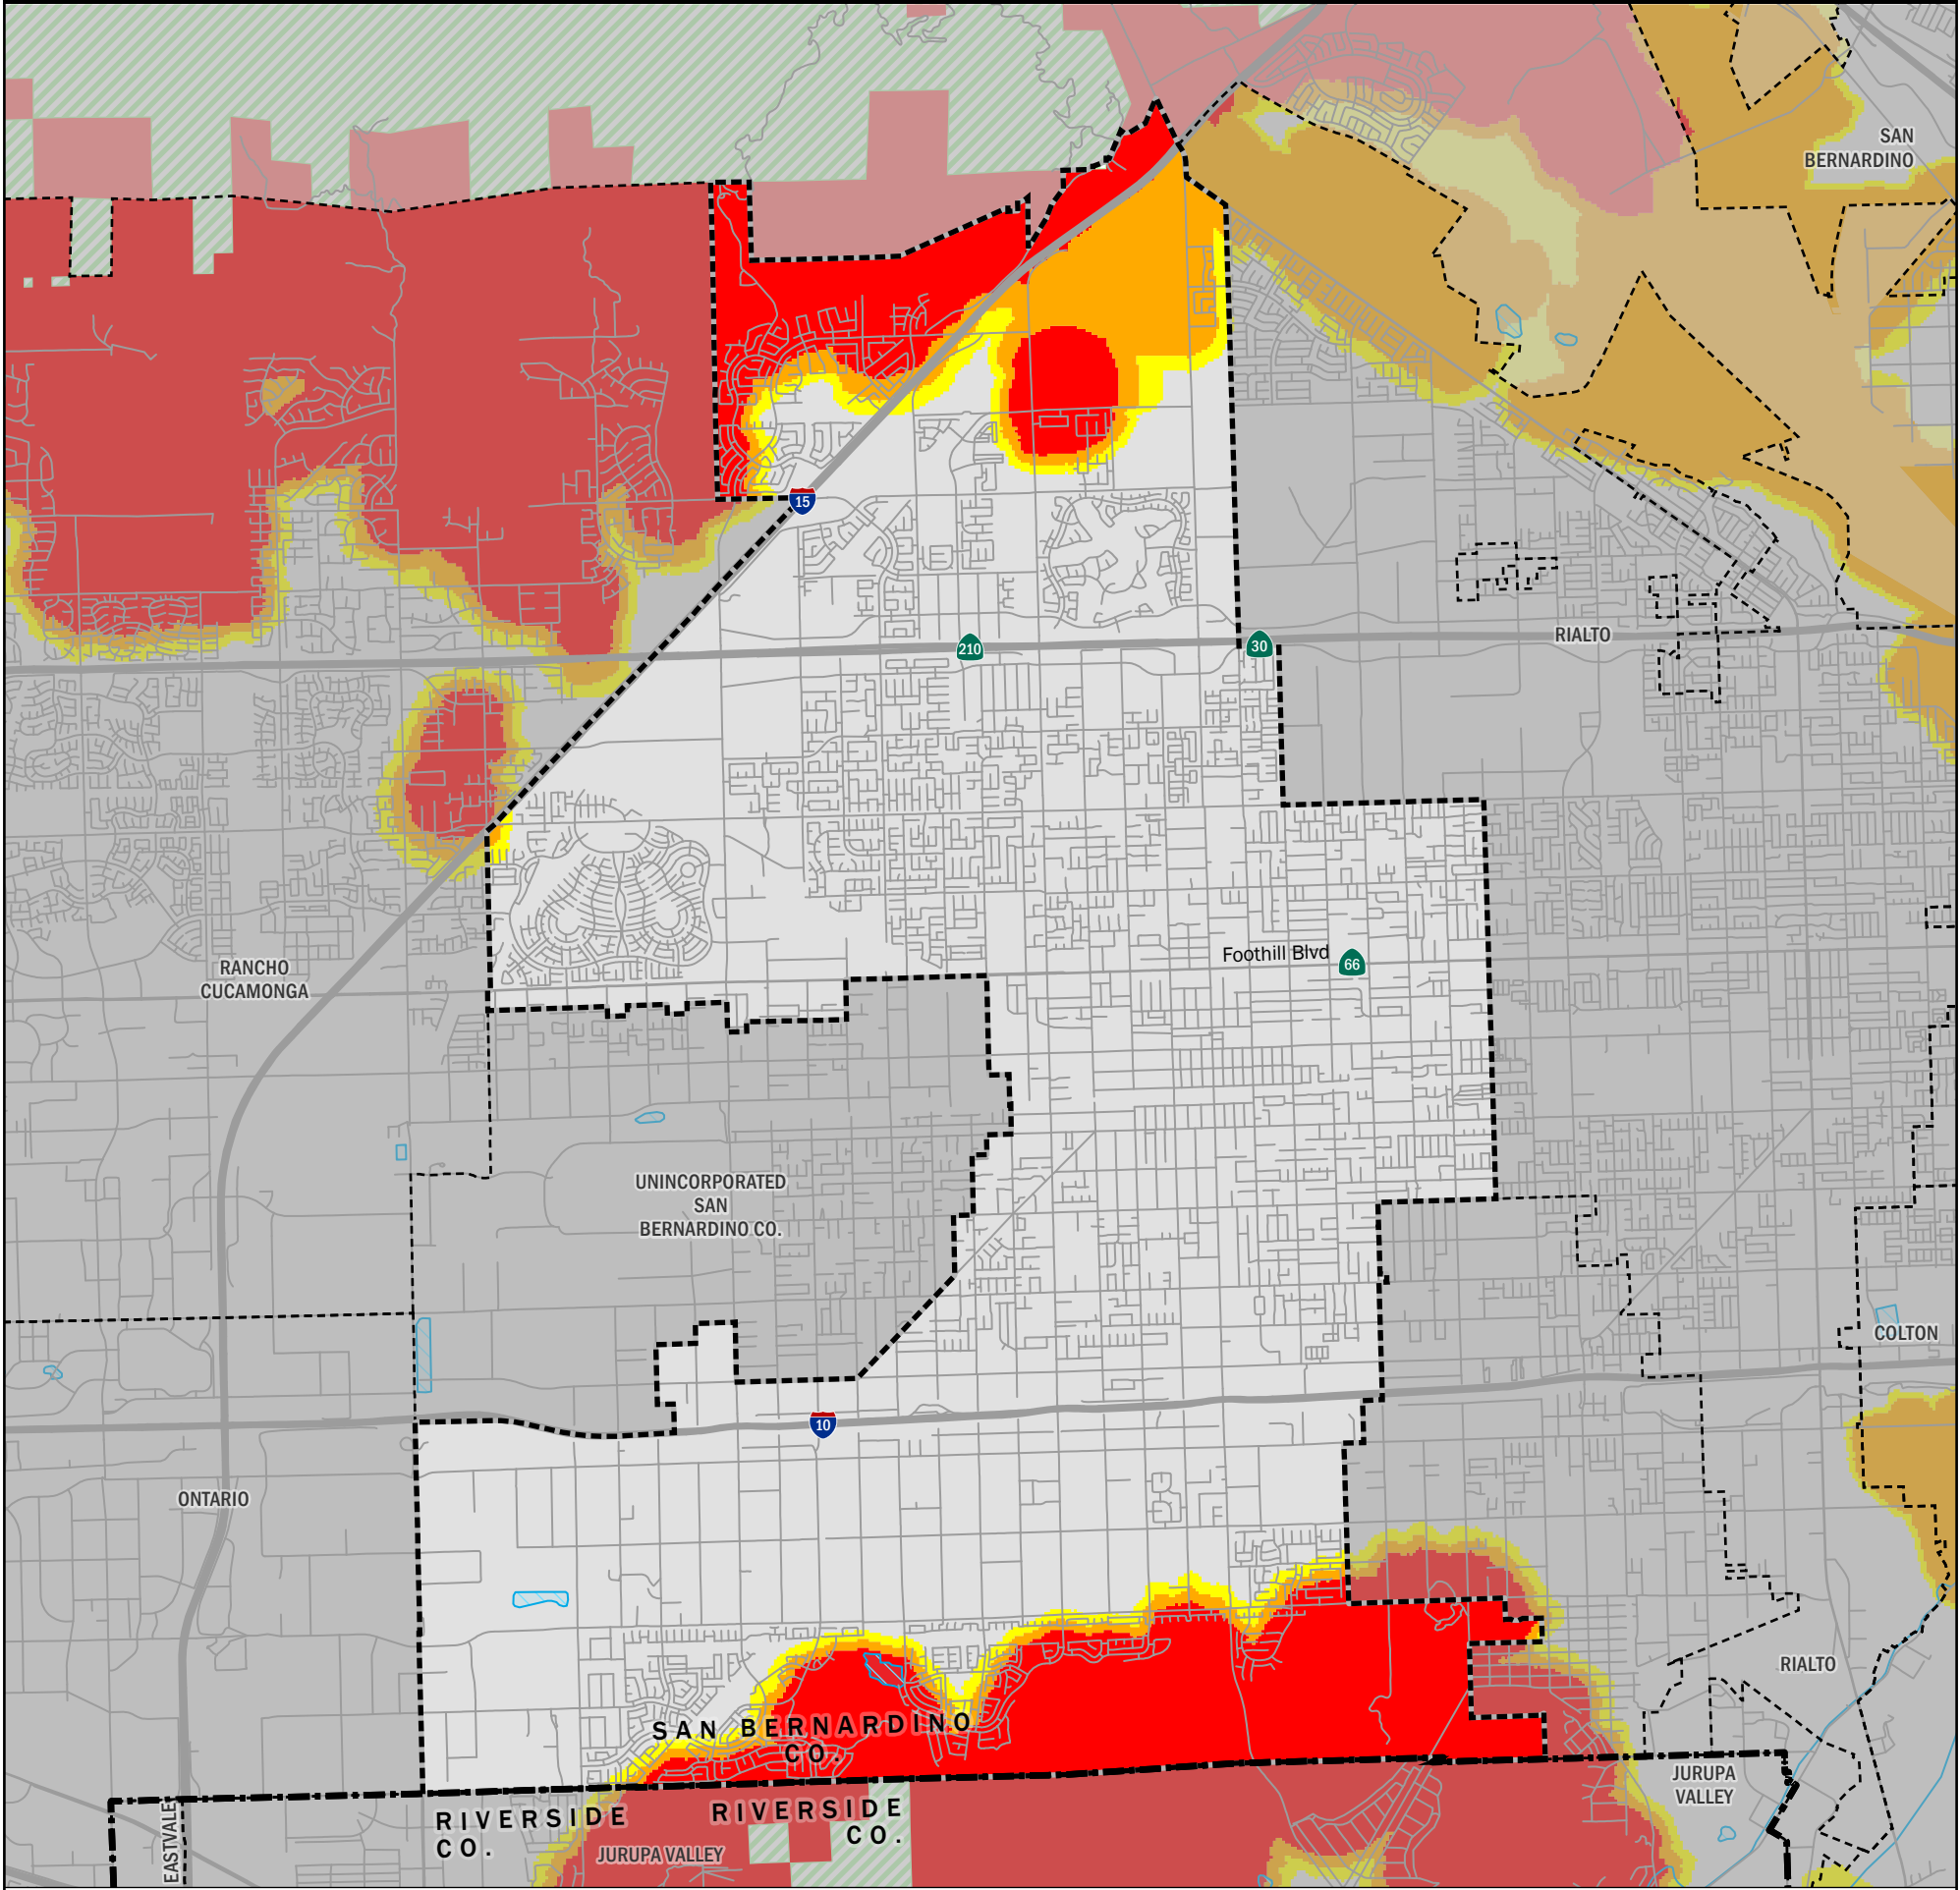 SAN
BERNARDINO
15
210
30
RIALTO
Foothill Blvd
66
RANCHO
CUCAMONGA
UNINCORPORATED
SAN
BERNARDINO CO.
COLTON
10
ONTARIO
RIALTO
SAN BERNARDINO
CO.
JURUPA
VALLEY
RIVERSIDE
CO.
RIVERSIDE
CO.
EASTVALE
JURUPA VALLEY